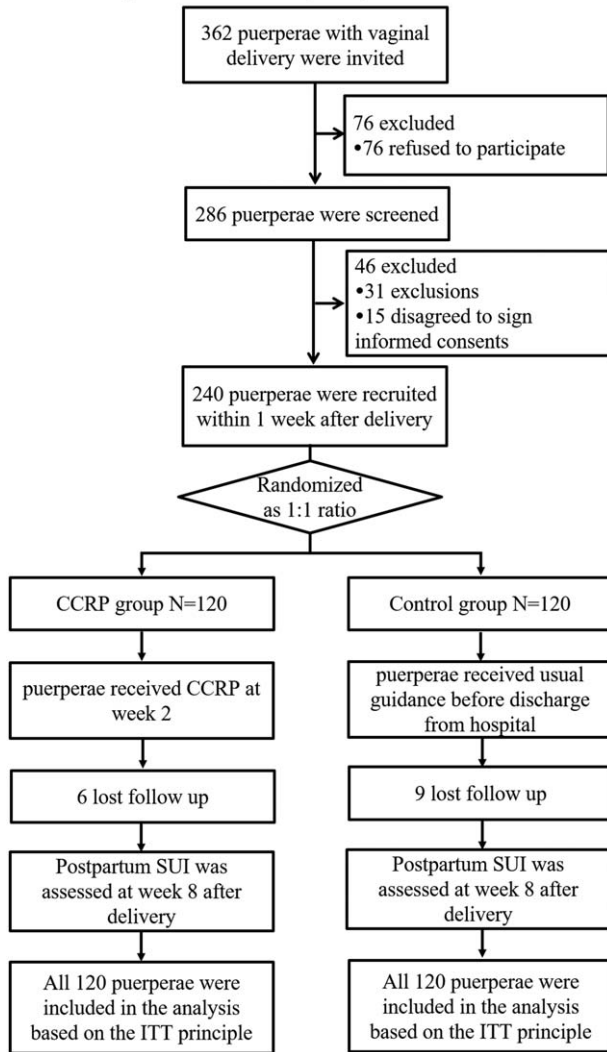 362 puerperae with vaginal
delivery were invited
76 excluded
•76 refused to participate
286 puerperae were screened
46 excluded
•31 exclusions
•15 disagreed to sign
informed consents
240 puerperae were recruited
within 1 week after delivery
Randomized
as 1:1 ratio
CCRP group N=120
Control group N=120
puerperae received CCRP at
week 2
puerperae received usual
guidance before discharge
from hospital
6 lost follow up
9 lost follow up
Postpartum SUI was
assessed at week 8 after
delivery
Postpartum SUI was
assessed at week 8 after
delivery
All 120 puerperae were
included in the analysis
based on the ITT principle
All 120 puerperae were
included in the analysis
based on the ITT principle